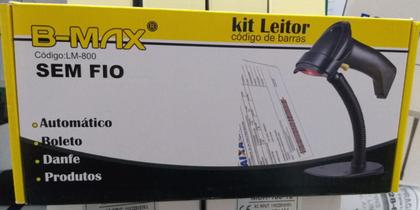 B-MAX
Código:LM-800
SEM FIO
kit Leitor
código de barras
Automático
Boleto
Danfe
Produtos